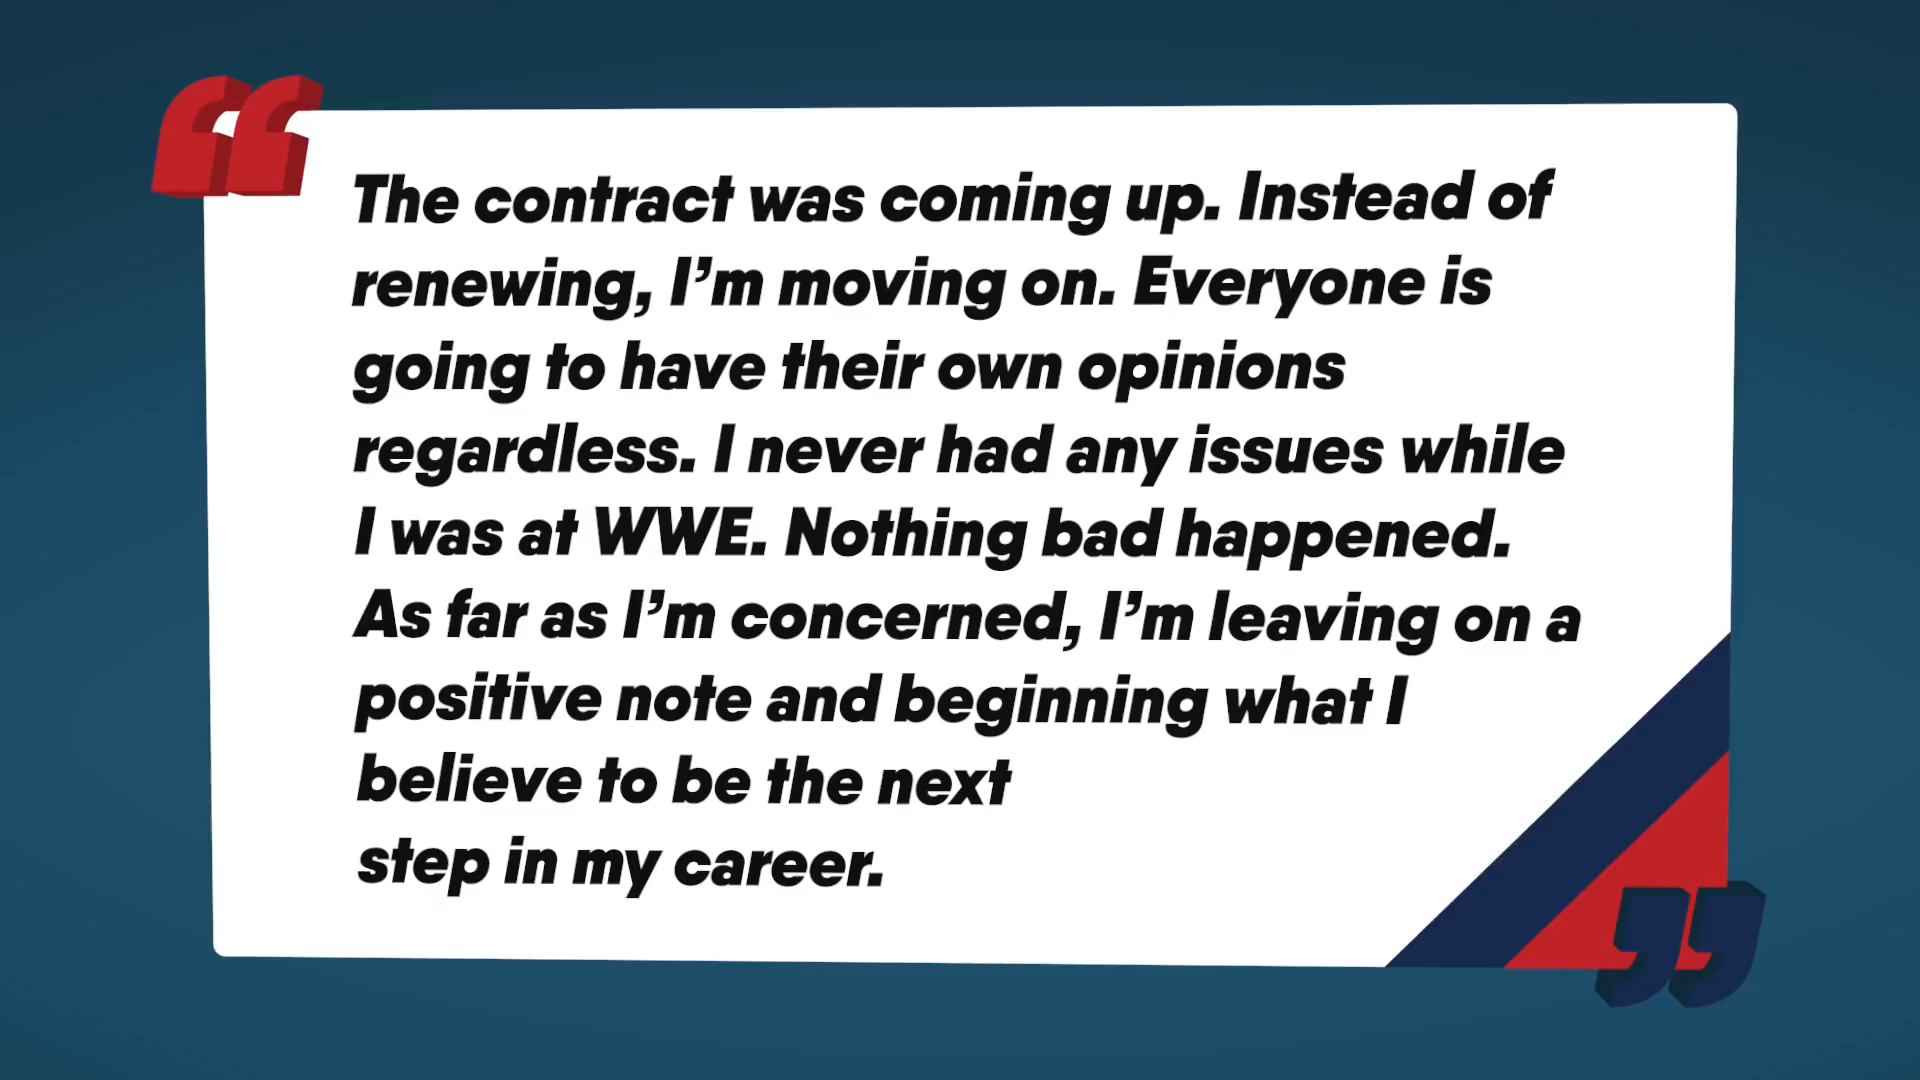 The contract was coming up. Instead of
renewing, I’m moving on. Everyone is
going to have their own opinions
regardless. I never had any issues while
I was at WWE. Nothing bad happened.
As far as I’m concerned, I’m leaving on a
positive note and beginning what I
believe to be the next
step in my career.